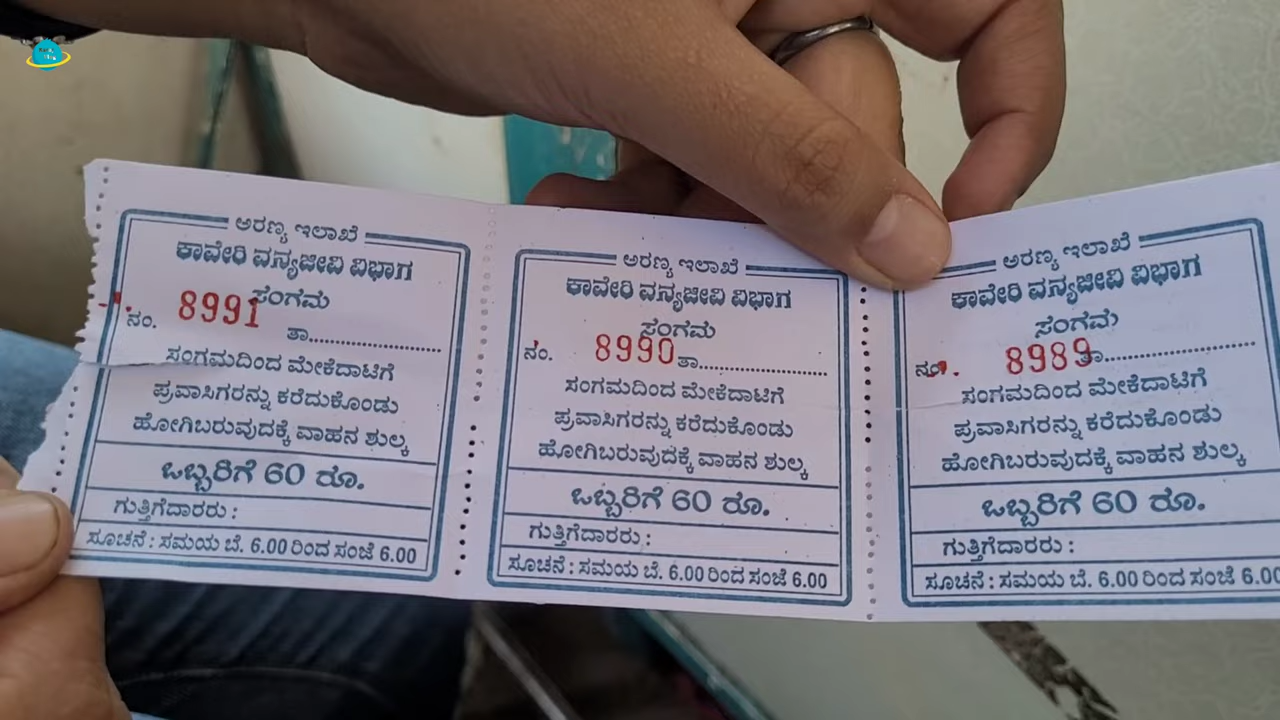 ಅರಣ್ಯ ಇಲಾಖೆ
ಕಾವೇರಿ ವನ್ಯಜೀವಿ ವಿಭಾಗ
ಸಂಗಮ
ನಂ. 8991 ತಾ..............................
ಸಂಗಮದಿಂದ ಮೇಕೆದಾಟಿಗೆ
ಪ್ರವಾಸಿಗರನ್ನು ಕರೆದುಕೊಂಡು
ಹೋಗಿಬರುವುದಕ್ಕೆ ವಾಹನ ಶುಲ್ಕ
ಒಬ್ಬರಿಗೆ 60 ರೂ.
ಗುತ್ತಿಗೆದಾರರು :
ಸೂಚನೆ : ಸಮಯ ಬೆ. 6.00 ರಿಂದ ಸಂಜೆ 6.00
ಅರಣ್ಯ ಇಲಾಖೆ
ಕಾವೇರಿ ವನ್ಯಜೀವಿ ವಿಭಾಗ
ಸಂಗಮ
ನಂ. 8990 ತಾ..............................
ಸಂಗಮದಿಂದ ಮೇಕೆದಾಟಿಗೆ
ಪ್ರವಾಸಿಗರನ್ನು ಕರೆದುಕೊಂಡು
ಹೋಗಿಬರುವುದಕ್ಕೆ ವಾಹನ ಶುಲ್ಕ
ಒಬ್ಬರಿಗೆ 60 ರೂ.
ಗುತ್ತಿಗೆದಾರರು :
ಸೂಚನೆ : ಸಮಯ ಬೆ. 6.00 ರಿಂದ ಸಂಜೆ 6.00
ಅರಣ್ಯ ಇಲಾಖೆ
ಕಾವೇರಿ ವನ್ಯಜೀವಿ ವಿಭಾಗ
ಸಂಗಮ
ನಂ. 8989 ತಾ..............................
ಸಂಗಮದಿಂದ ಮೇಕೆದಾಟಿಗೆ
ಪ್ರವಾಸಿಗರನ್ನು ಕರೆದುಕೊಂಡು
ಹೋಗಿಬರುವುದಕ್ಕೆ ವಾಹನ ಶುಲ್ಕ
ಒಬ್ಬರಿಗೆ 60 ರೂ.
ಗುತ್ತಿಗೆದಾರರು :
ಸೂಚನೆ : ಸಮಯ ಬೆ. 6.00 ರಿಂದ ಸಂಜೆ 6.00